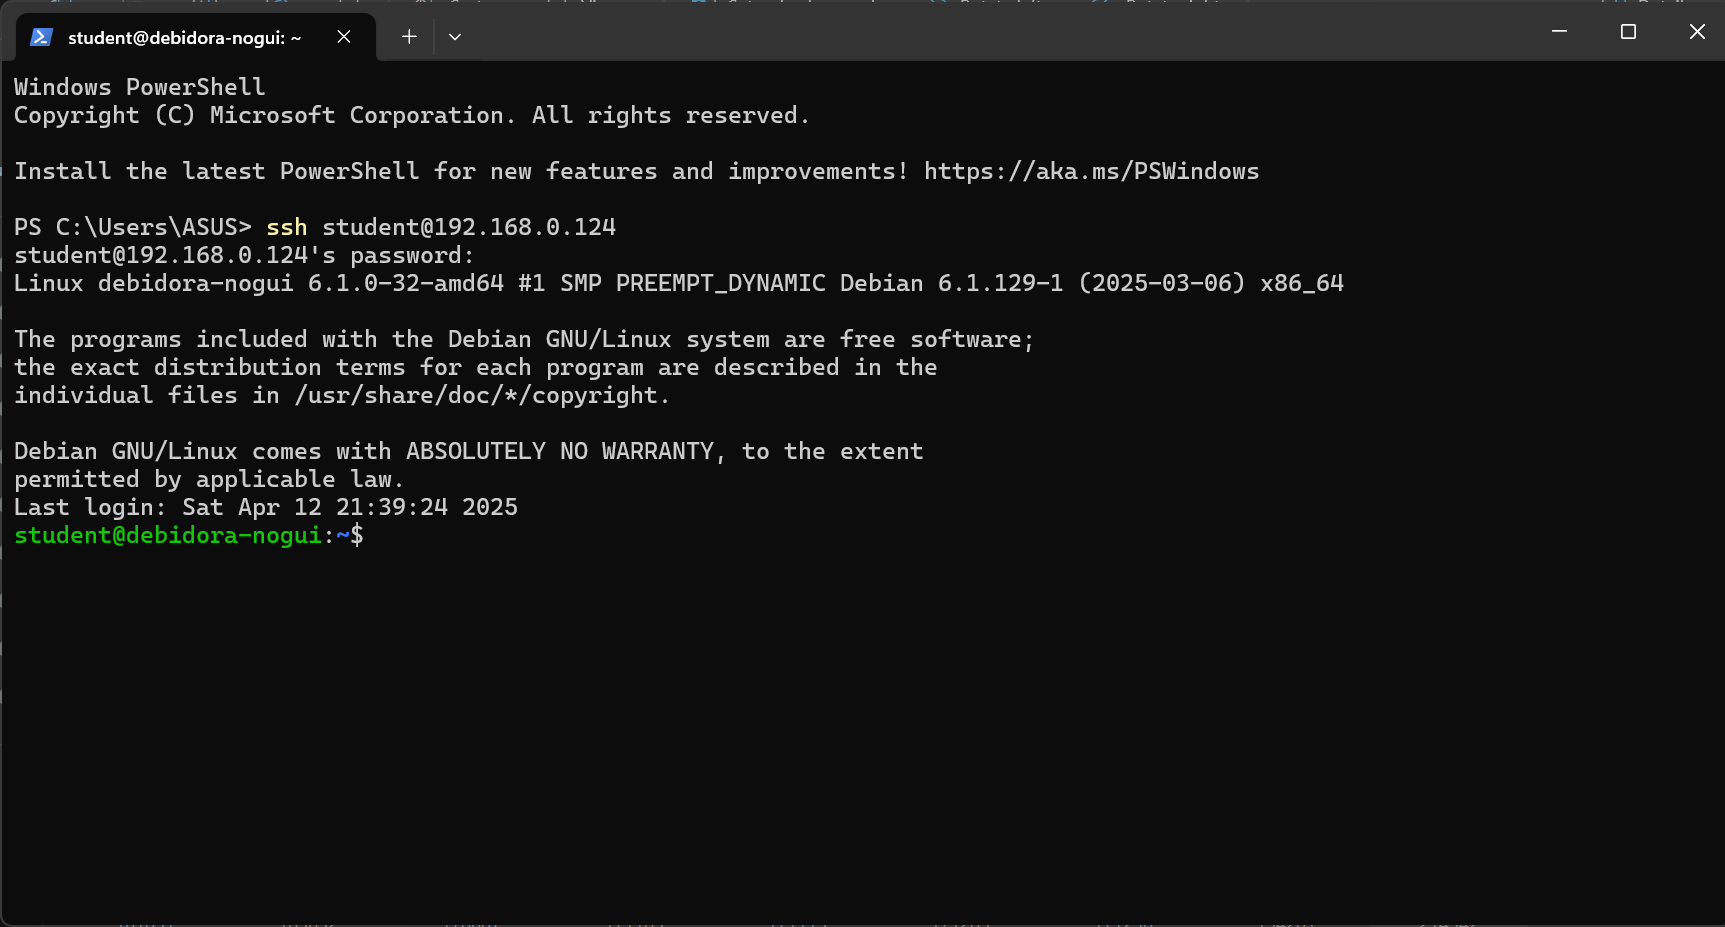 student@debidora-nogui: ~
Windows PowerShell
Copyright (C) Microsoft Corporation. All rights reserved.
Install the latest PowerShell for new features and improvements! https://aka.ms/PSWindows
PS C:\Users\ASUS> ssh student@192.168.0.124
student@192.168.0.124's password:
Linux debidora-nogui 6.1.0-32-amd64 #1 SMP PREEMPT_DYNAMIC Debian 6.1.129-1 (2025-03-06) x86_64
The programs included with the Debian GNU/Linux system are free software;
the exact distribution terms for each program are described in the
individual files in /usr/share/doc/*/copyright.
Debian GNU/Linux comes with ABSOLUTELY NO WARRANTY, to the extent
permitted by applicable law.
Last login: Sat Apr 12 21:39:24 2025
student@debidora-nogui:~$